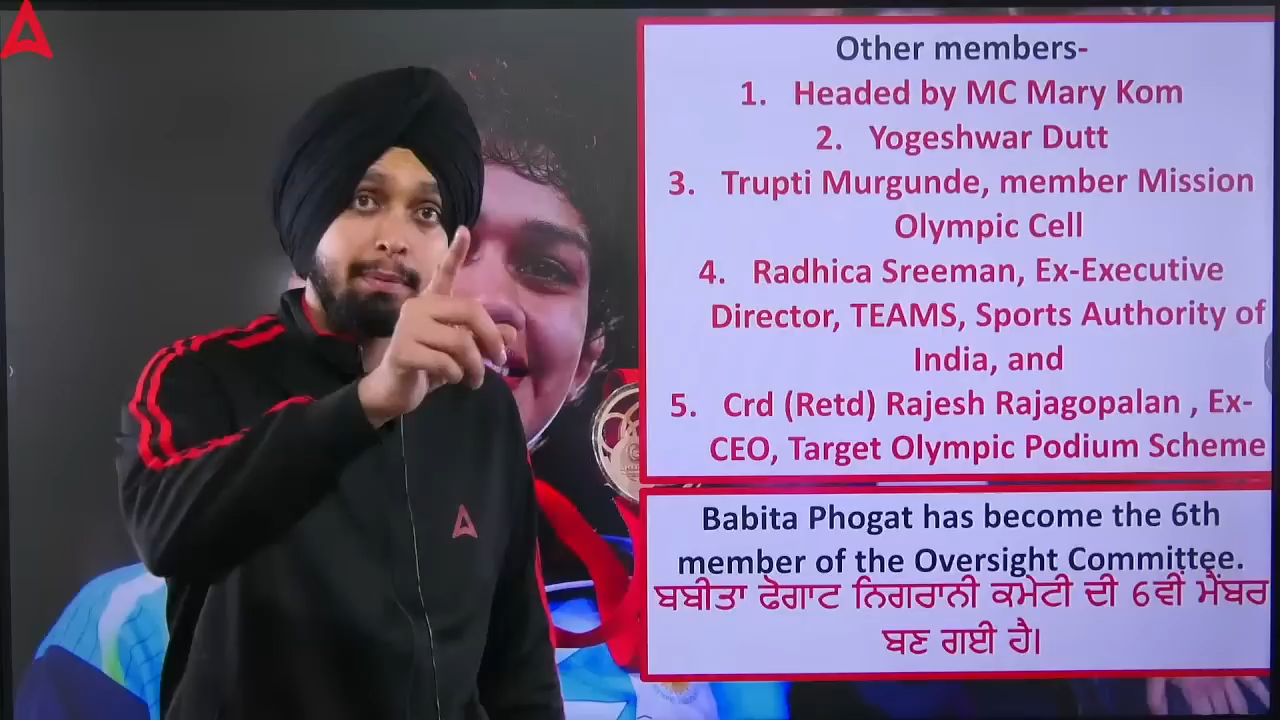 Other members-
1. Headed by MC Mary Kom
2. Yogeshwar Dutt
3. Trupti Murgunde, member Mission
Olympic Cell
4. Radhica Sreeman, Ex-Executive
Director, TEAMS, Sports Authority of
India, and
5. Crd (Retd) Rajesh Rajagopalan , Ex-
CEO, Target Olympic Podium Scheme
Babita Phogat has become the 6th
member of the Oversight Committee.
ਬਬੀਤਾ ਫੋਗਾਟ ਨਿਗਰਾਨੀ ਕਮੇਟੀ ਦੀ 6ਵੀਂ ਮੈਂਬਰ
ਬਣ ਗਈ ਹੈ।